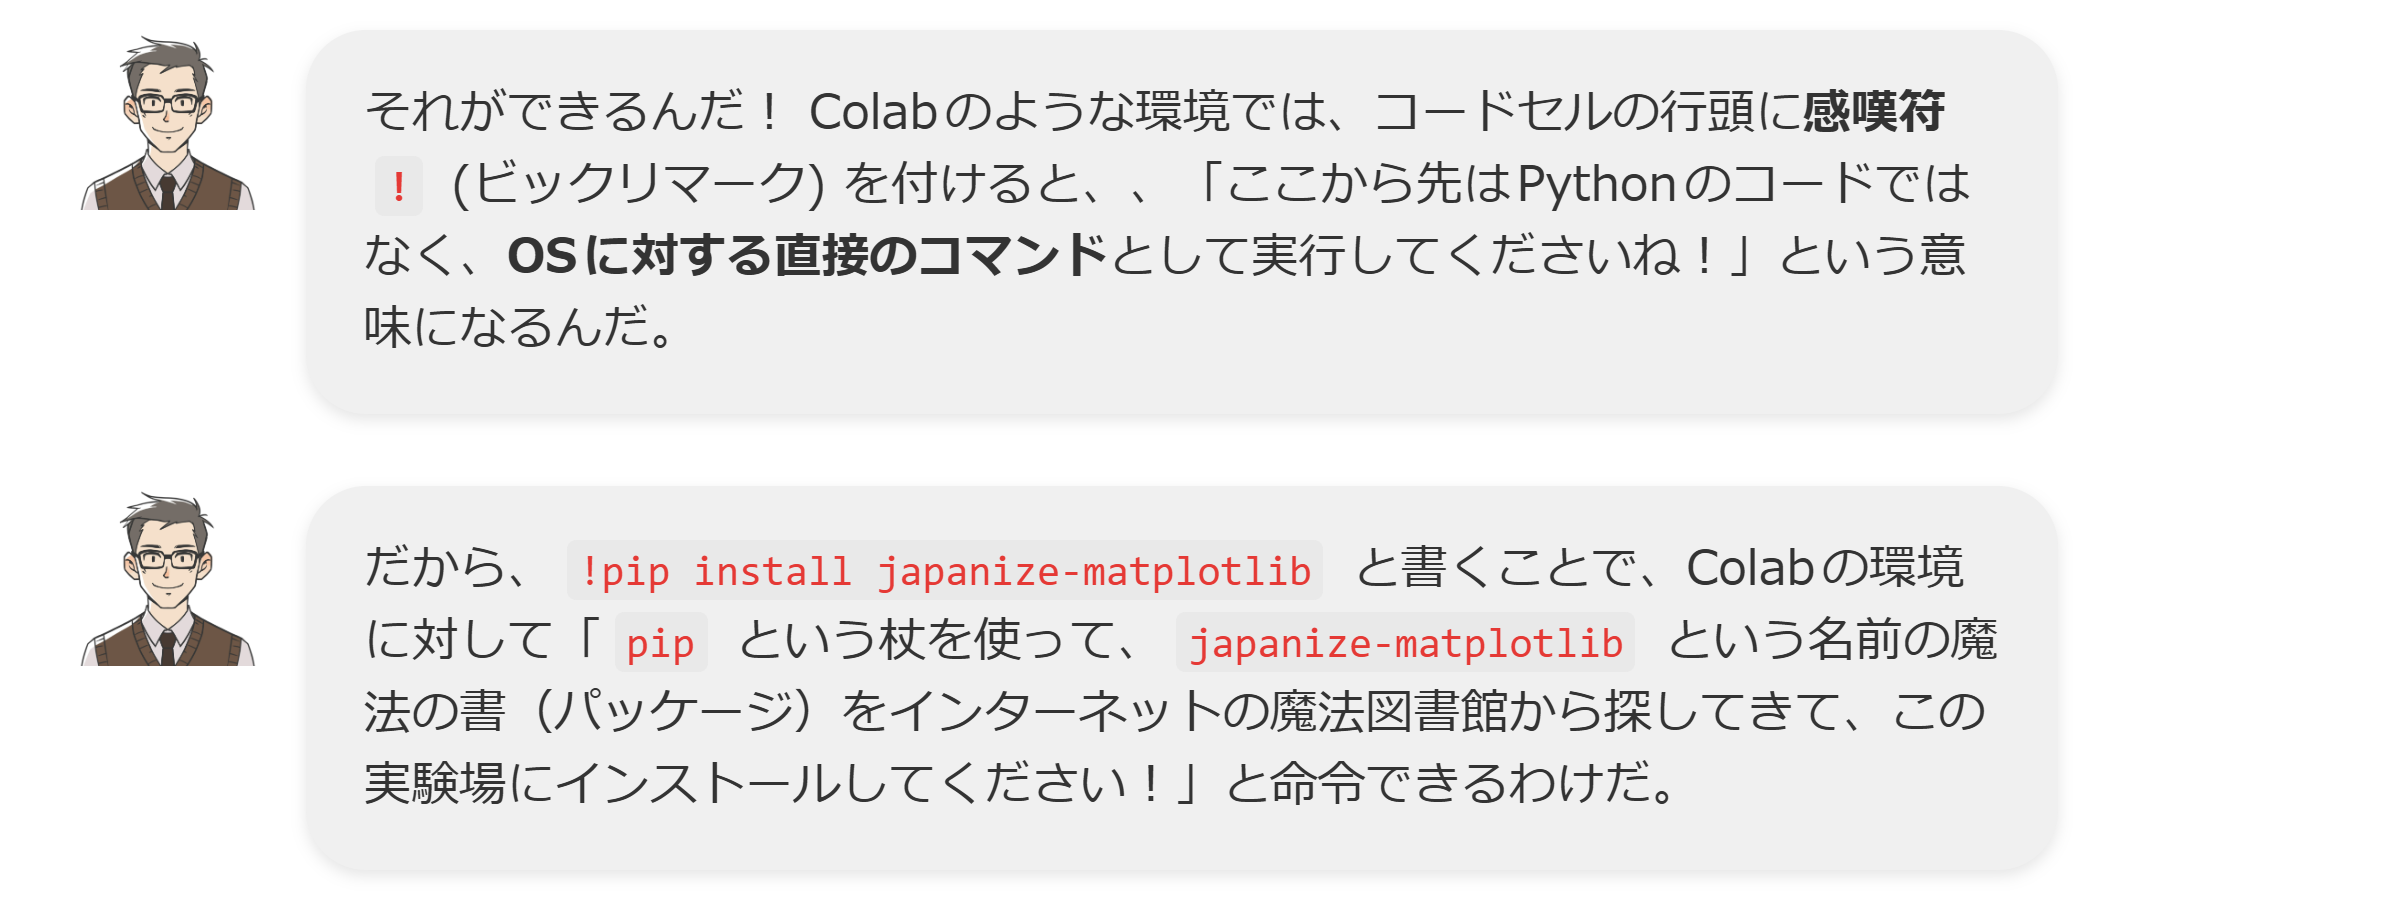 それができるんだ！ Colabのような環境では、コードセルの行頭に感嘆符
! (ビックリマーク) を付けると、、「ここから先はPythonのコードでは
なく、OSに対する直接のコマンドとして実行してくださいね！」という意
味になるんだ。
だから、 !pip install japanize-matplotlib と書くことで、Colabの環境
に対して「 pip という杖を使って、 japanize-matplotlib という名前の魔
法の書（パッケージ）をインターネットの魔法図書館から探してきて、この
実験場にインストールしてください！」と命令できるわけだ。